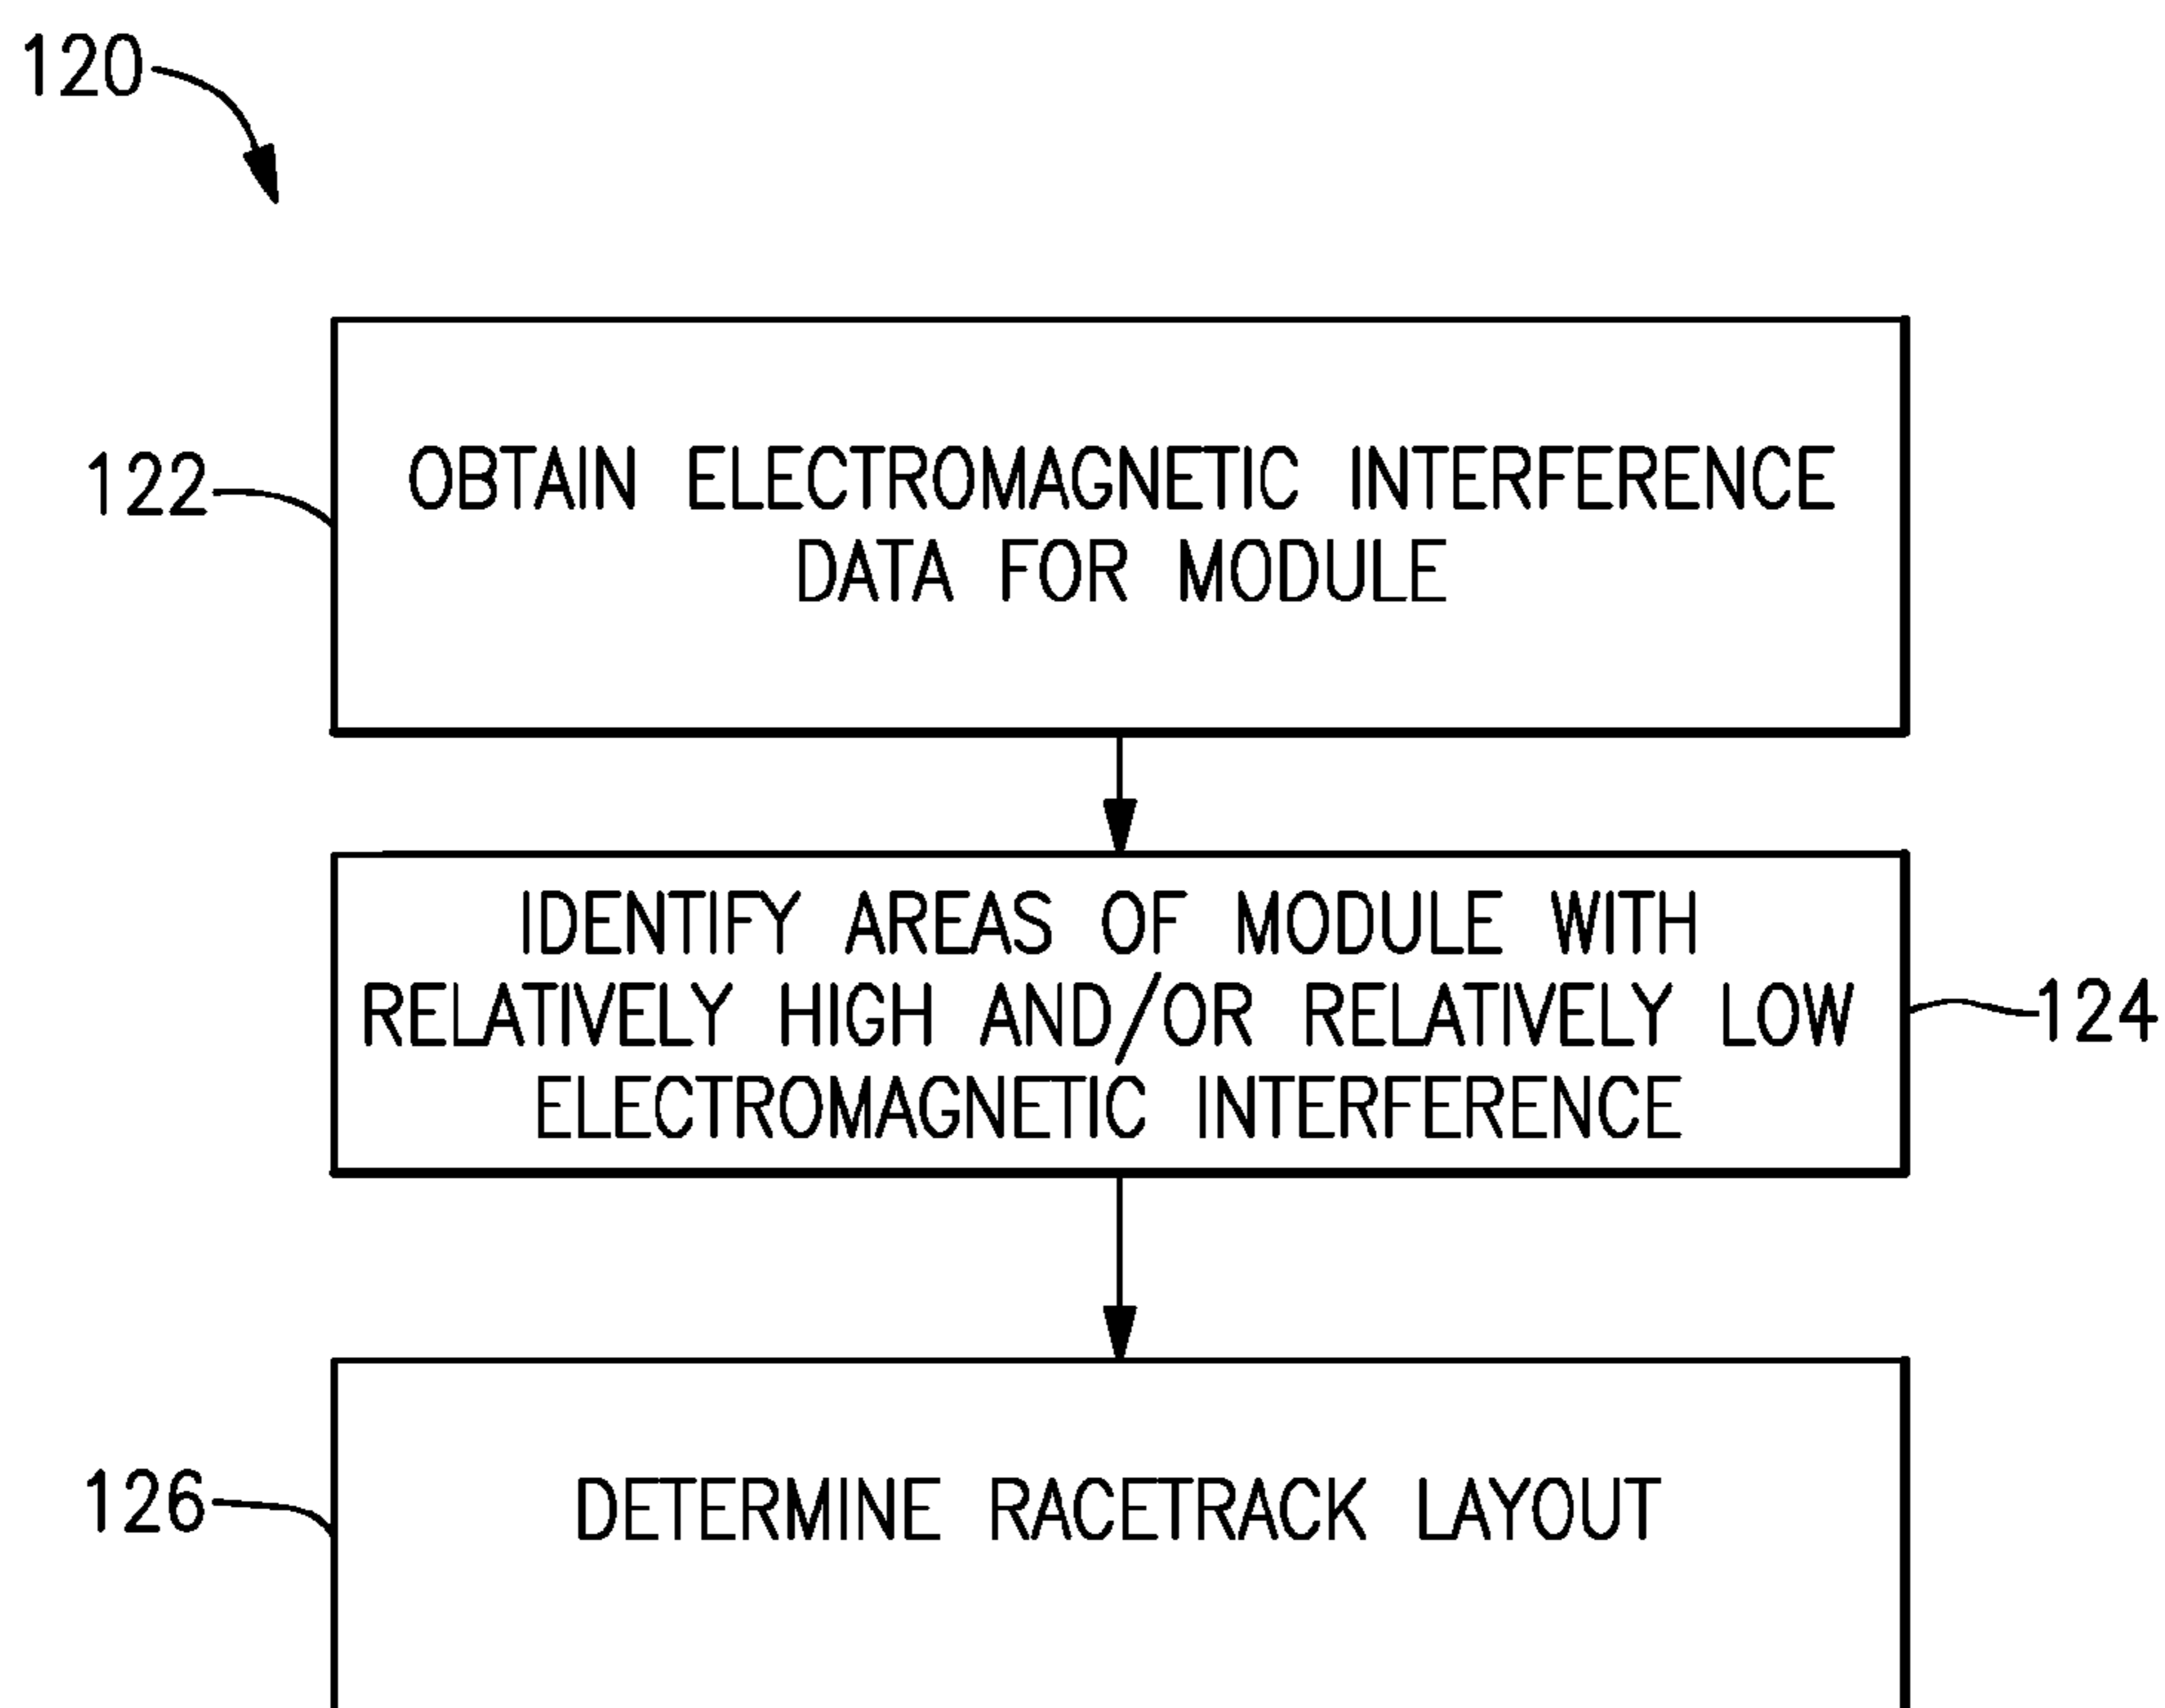 120
122
OBTAIN ELECTROMAGNETIC INTERFERENCE
DATA FOR MODULE
IDENTIFY AREAS OF MODULE WITH
RELATIVELY HIGH AND/OR RELATIVELY LOW
ELECTROMAGNETIC INTERFERENCE
124
126
DETERMINE RACETRACK LAYOUT